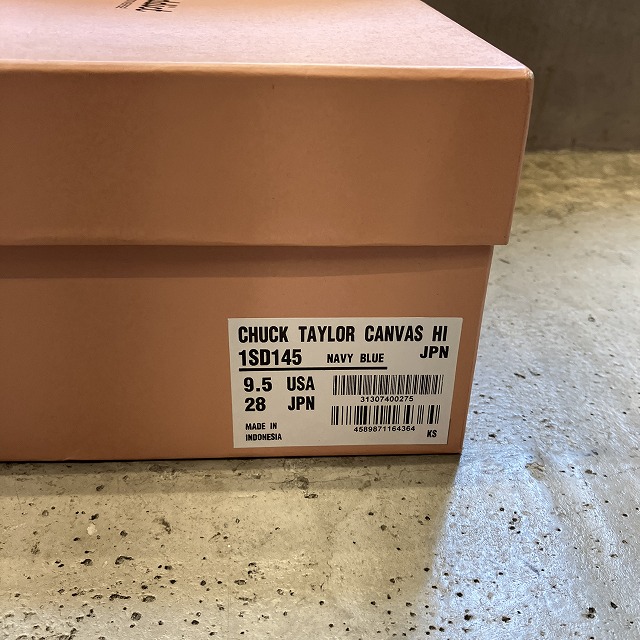 CHUCK TAYLOR CANVAS HI
1SD145 NAVY BLUE JPN
9.5 USA
28 JPN
31307400275
4589871164364
MADE IN
INDONESIA
KS